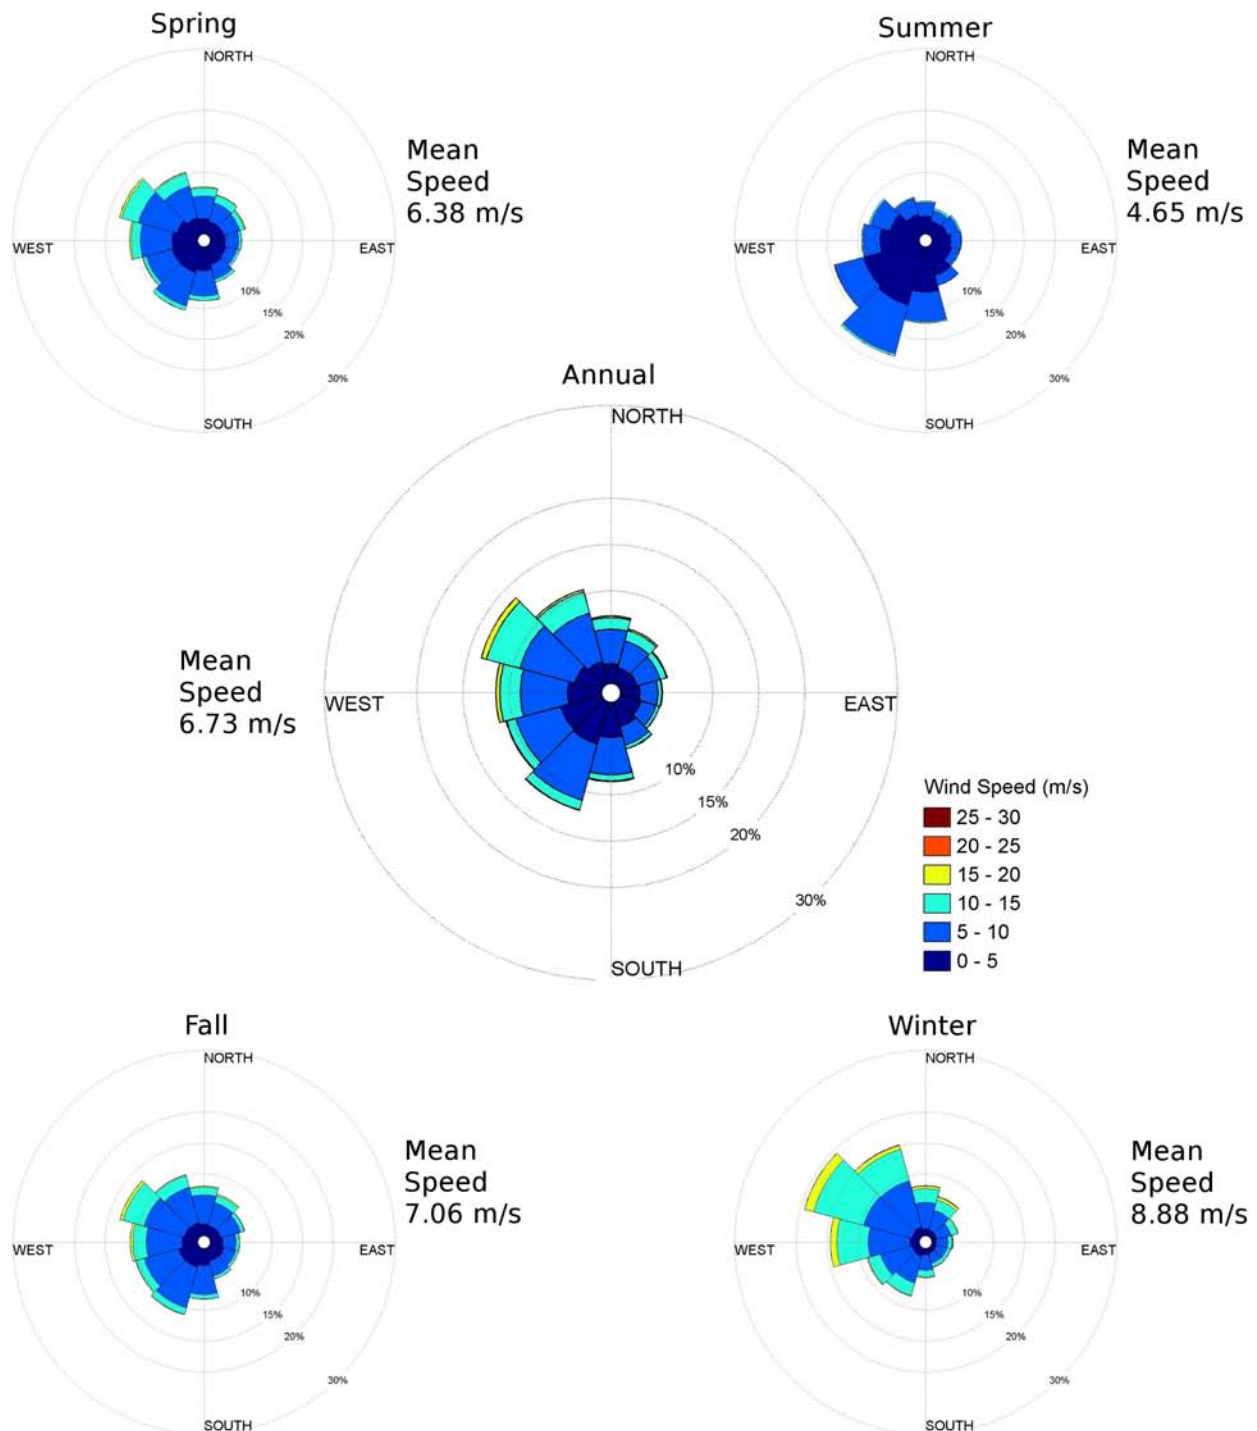 Spring
NORTH
Mean
Speed
6.38 m/s
WEST
EAST
10%
15%
20%
30%
SOUTH
Summer
NORTH
Mean
Speed
4.65 m/s
WEST
EAST
10%
15%
20%
30%
SOUTH
Annual
NORTH
Mean
Speed
6.73 m/s
WEST
EAST
10%
15%
20%
30%
SOUTH
Wind Speed (m/s)
25 - 30
20 - 25
15 - 20
10 - 15
5 - 10
0 - 5
Fall
NORTH
Mean
Speed
7.06 m/s
WEST
EAST
10%
15%
20%
30%
SOUTH
Winter
NORTH
Mean
Speed
8.88 m/s
WEST
EAST
10%
15%
20%
30%
SOUTH